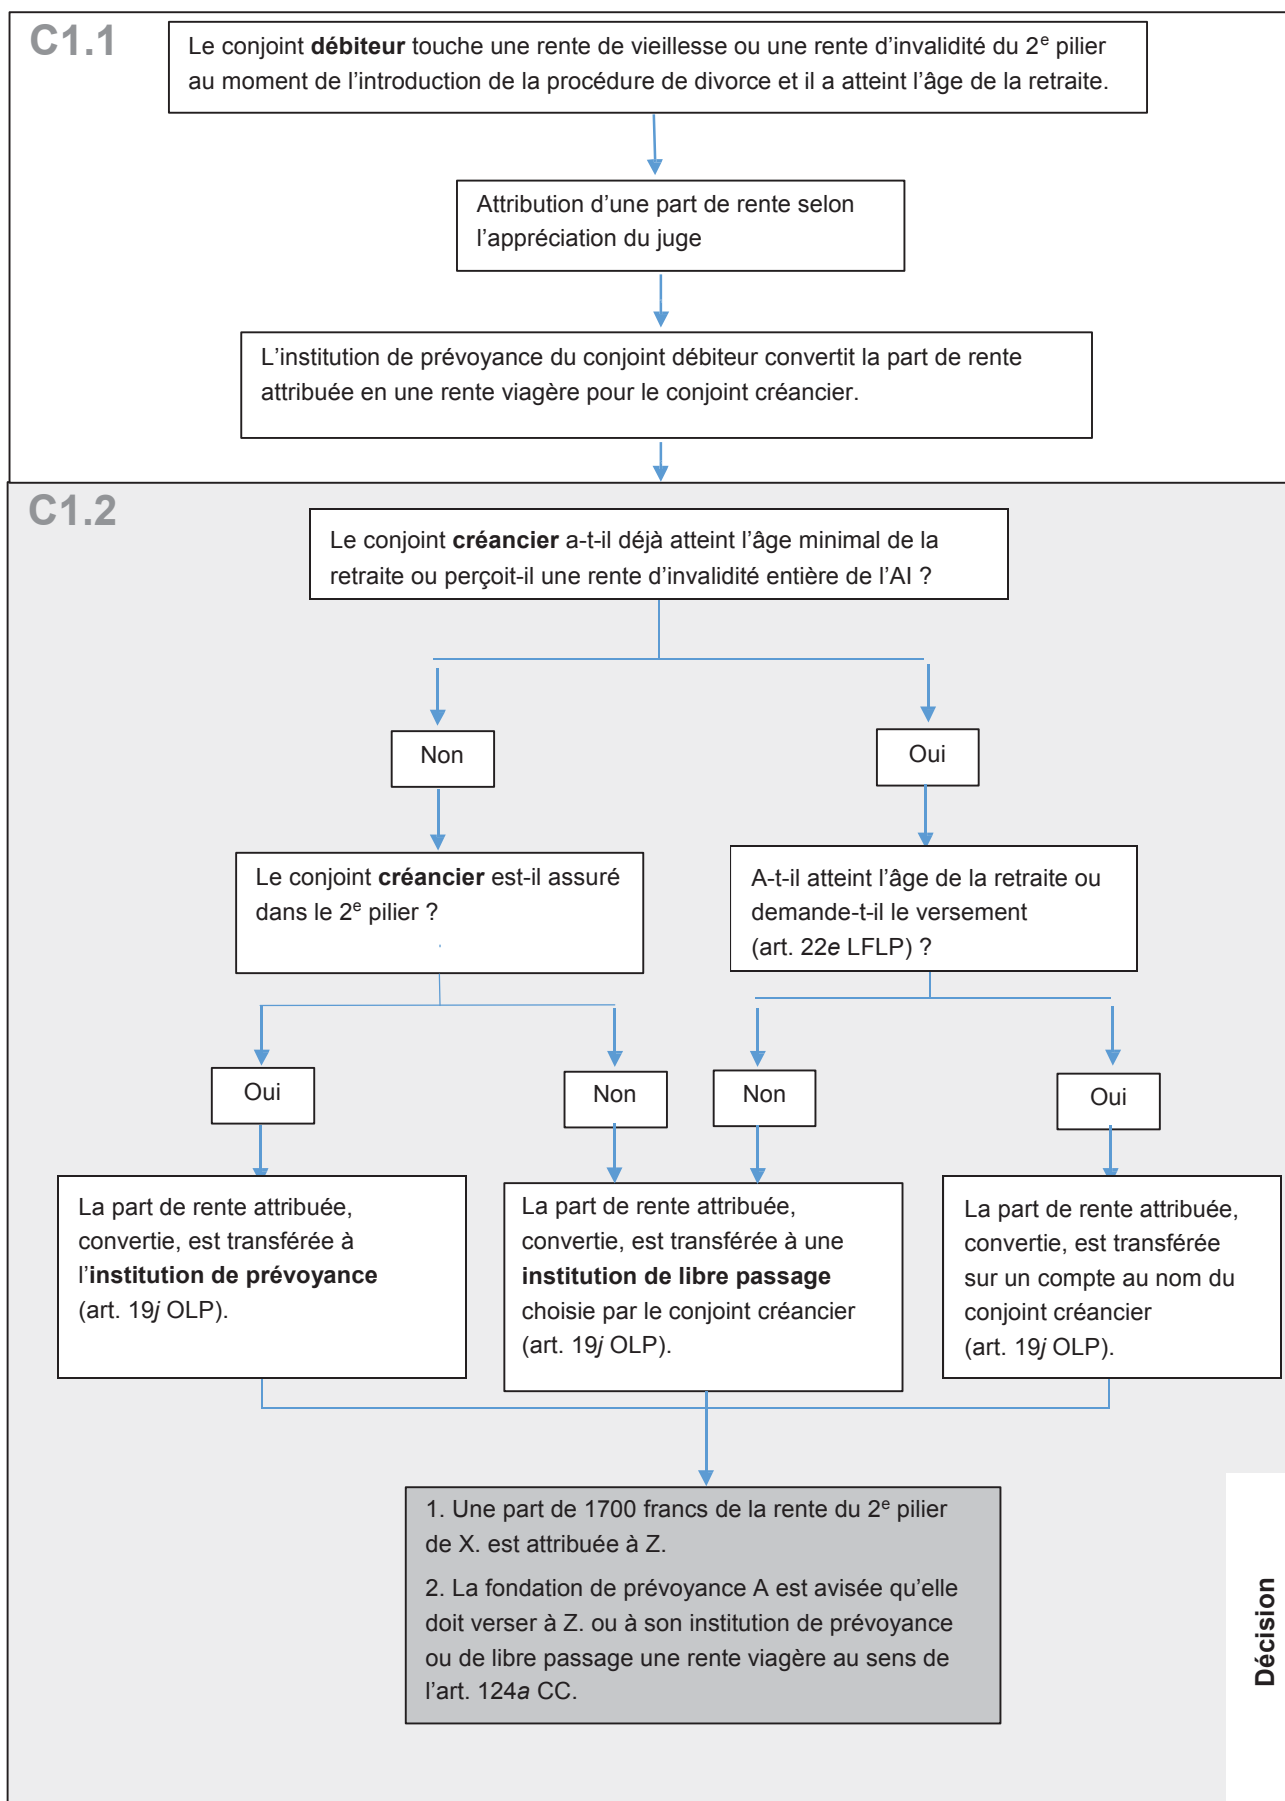 C1.1
Le conjoint débiteur touche une rente de vieillesse ou une rente d’invalidité du 2e pilier
au moment de l’introduction de la procédure de divorce et il a atteint l’âge de la retraite.
Attribution d’une part de rente selon
l’appréciation du juge
L’institution de prévoyance du conjoint débiteur convertit la part de rente
attribuée en une rente viagère pour le conjoint créancier.
C1.2
Le conjoint créancier a-t-il déjà atteint l’âge minimal de la
retraite ou perçoit-il une rente d’invalidité entière de l’AI ?
Non
Oui
Le conjoint créancier est-il assuré
dans le 2e pilier ?
A-t-il atteint l’âge de la retraite ou
demande-t-il le versement
(art. 22e LFLP) ?
Oui
Non
Non
Oui
La part de rente attribuée,
convertie, est transférée à
l’institution de prévoyance
(art. 19j OLP).
La part de rente attribuée,
convertie, est transférée à une
institution de libre passage
choisie par le conjoint créancier
(art. 19j OLP).
La part de rente attribuée,
convertie, est transférée
sur un compte au nom du
conjoint créancier
(art. 19j OLP).
1. Une part de 1700 francs de la rente du 2e pilier
de X. est attribuée à Z.
2. La fondation de prévoyance A est avisée qu’elle
doit verser à Z. ou à son institution de prévoyance
ou de libre passage une rente viagère au sens de
l’art. 124a CC.
Décision